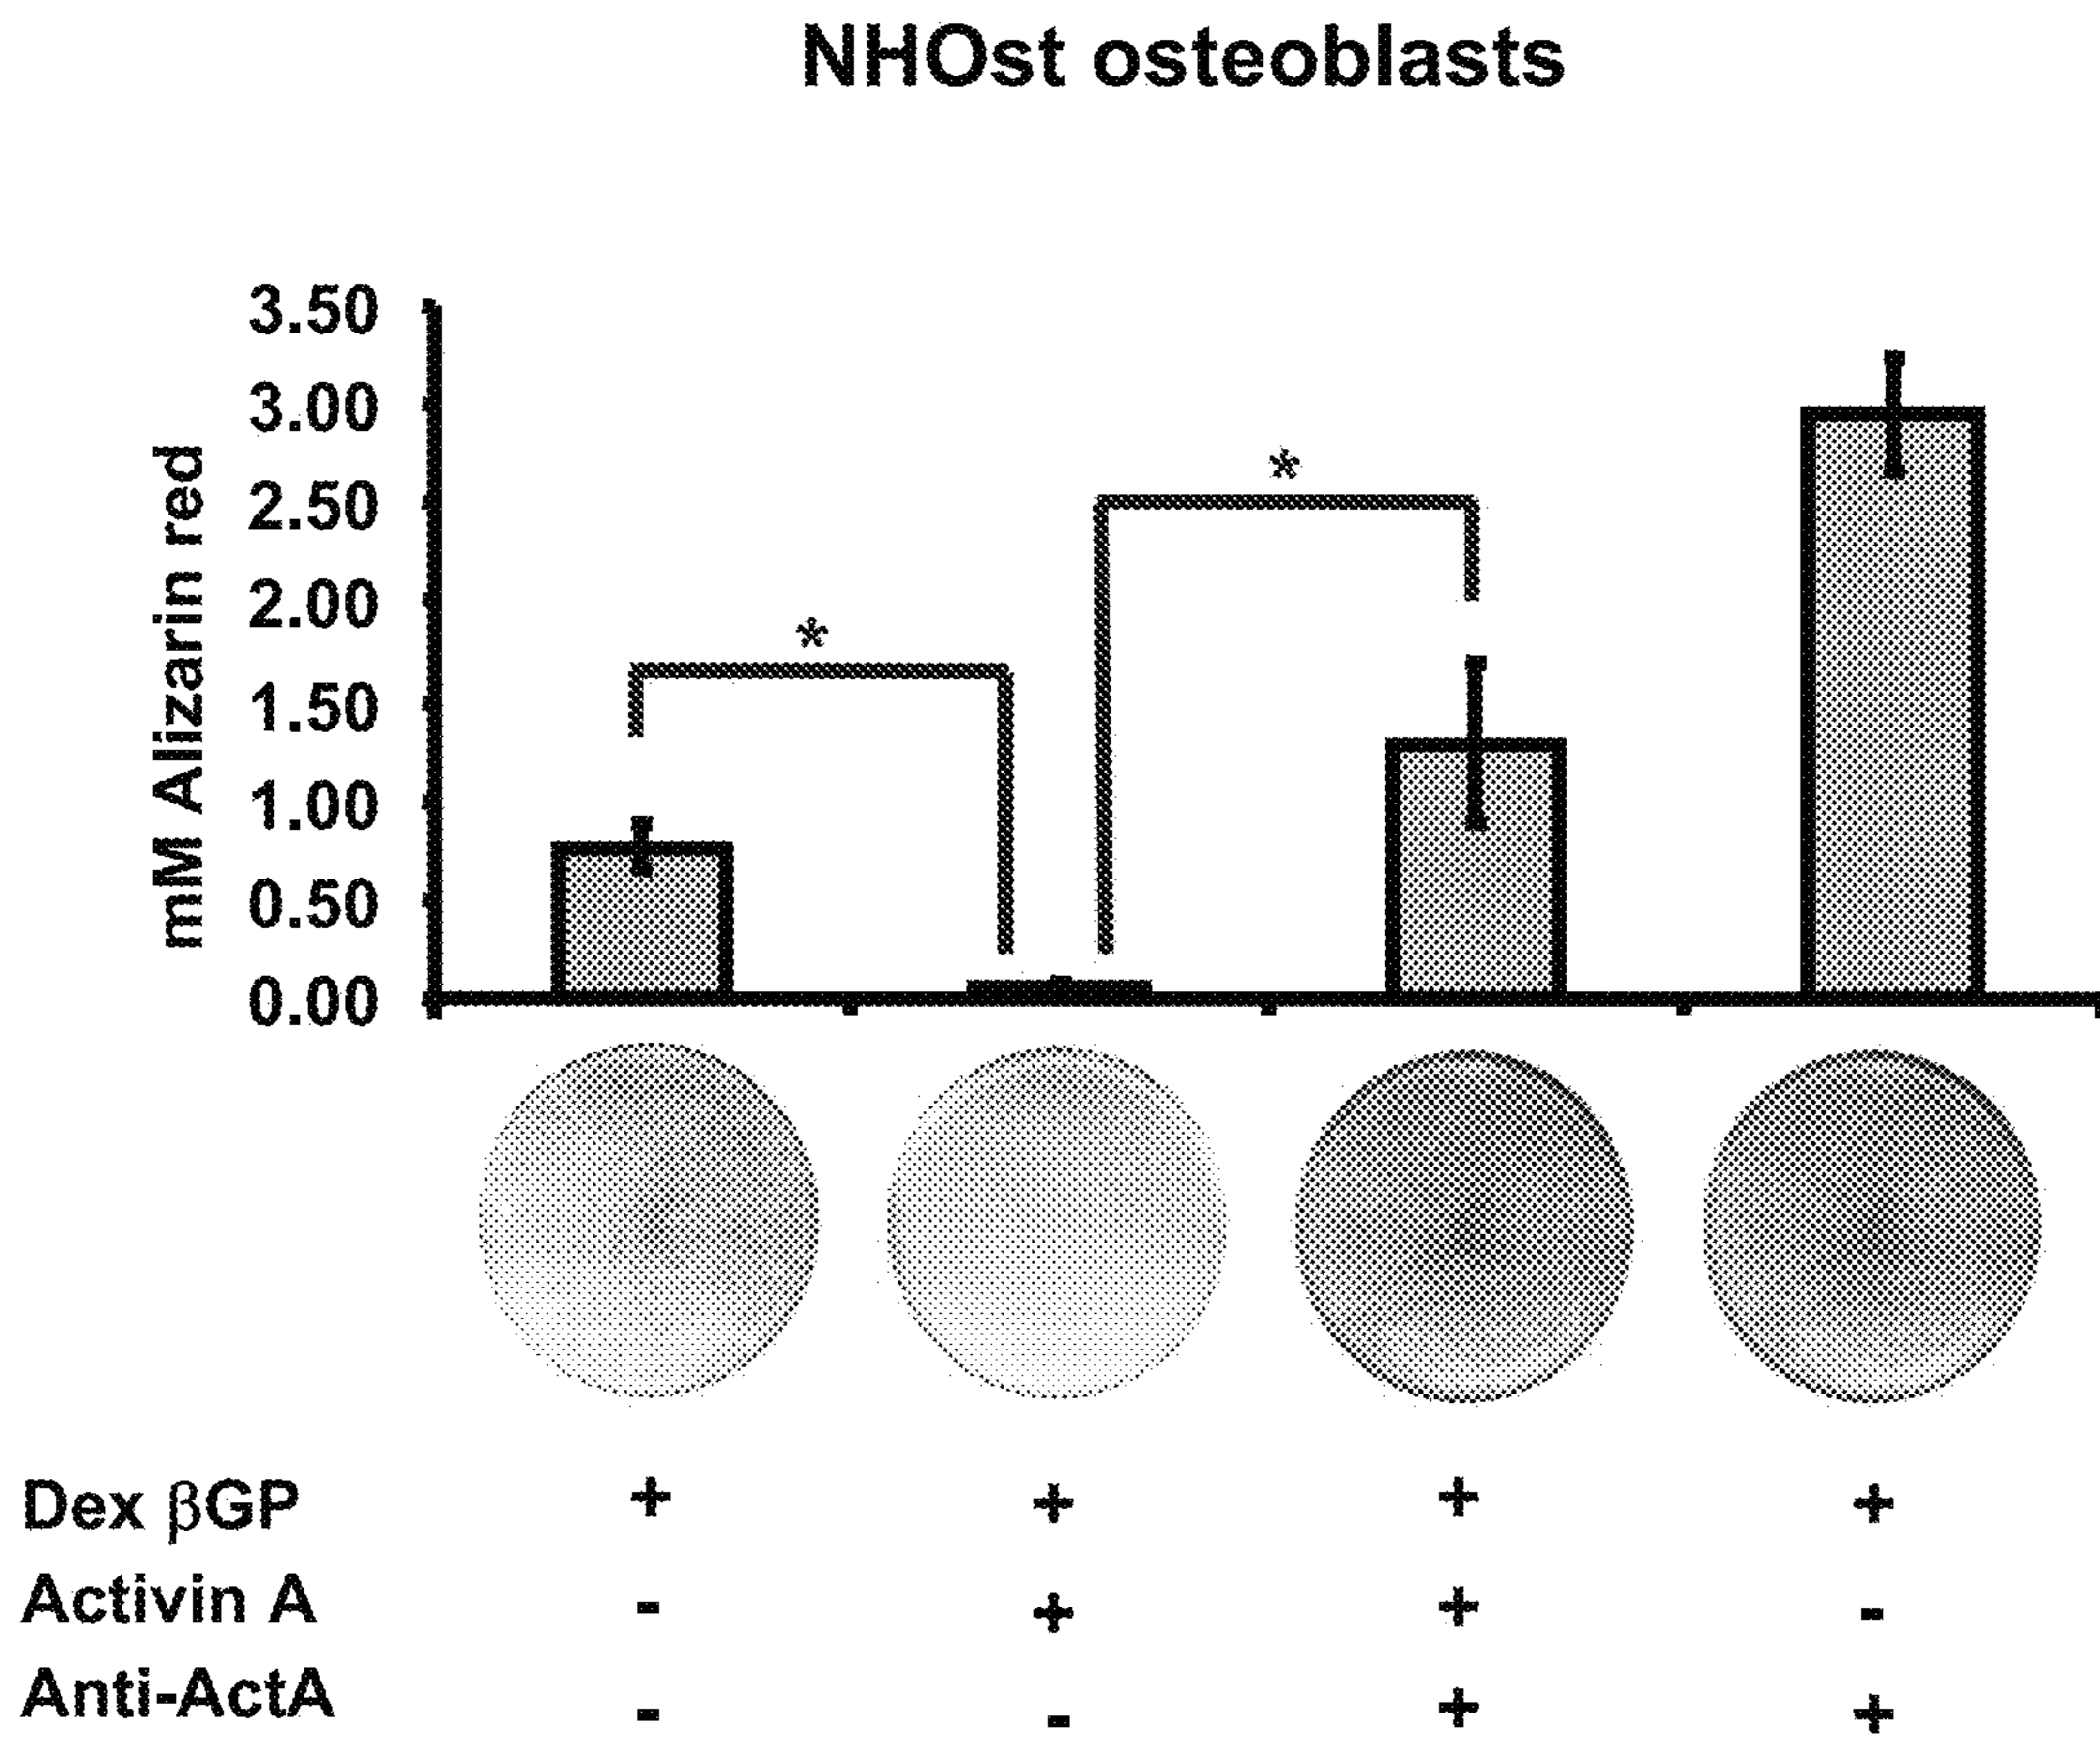 NHOst osteoblasts
mM Alizarin red
3.50
3.00
2.50
2.00
1.50
1.00
0.50
0.00
*
*
Dex βGP + + + +
Activin A - + + -
Anti-ActA - - + +